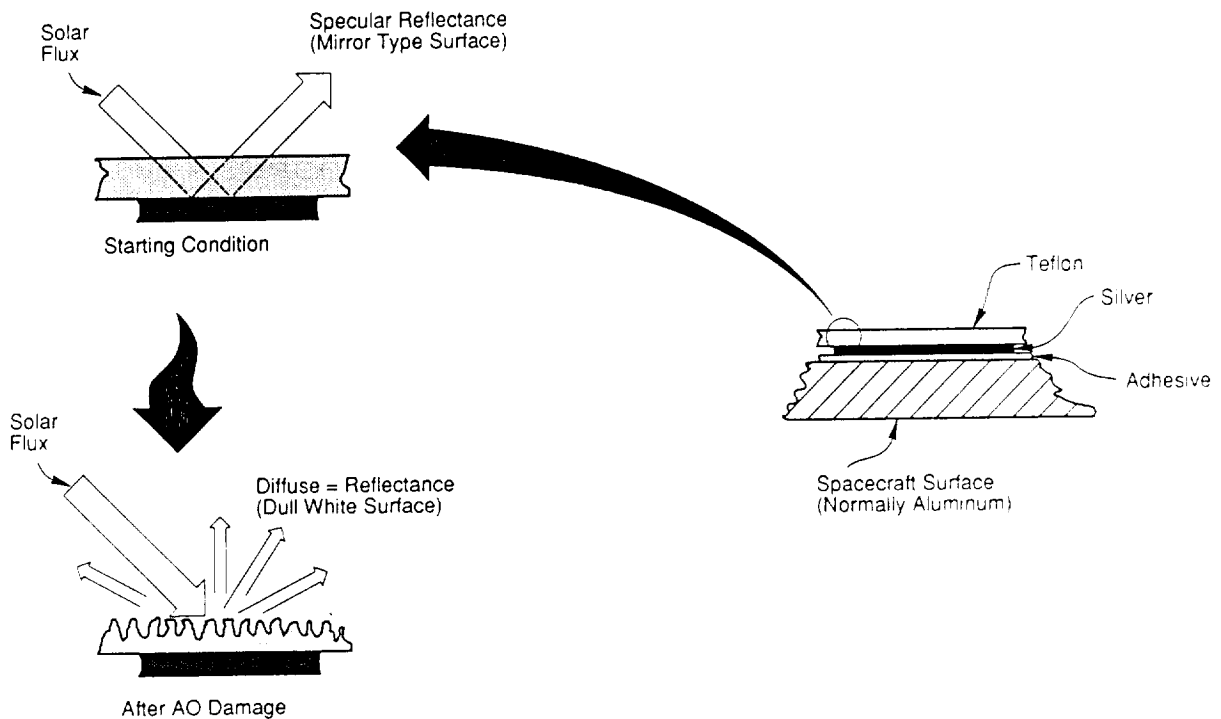 Solar
Flux
Specular Reflectance
(Mirror Type Surface)
Starting Condition
Teflon
Silver
Adhesive
Spacecraft Surface
(Normally Aluminum)
Solar
Flux
Diffuse = Reflectance
(Dull White Surface)
After AO Damage